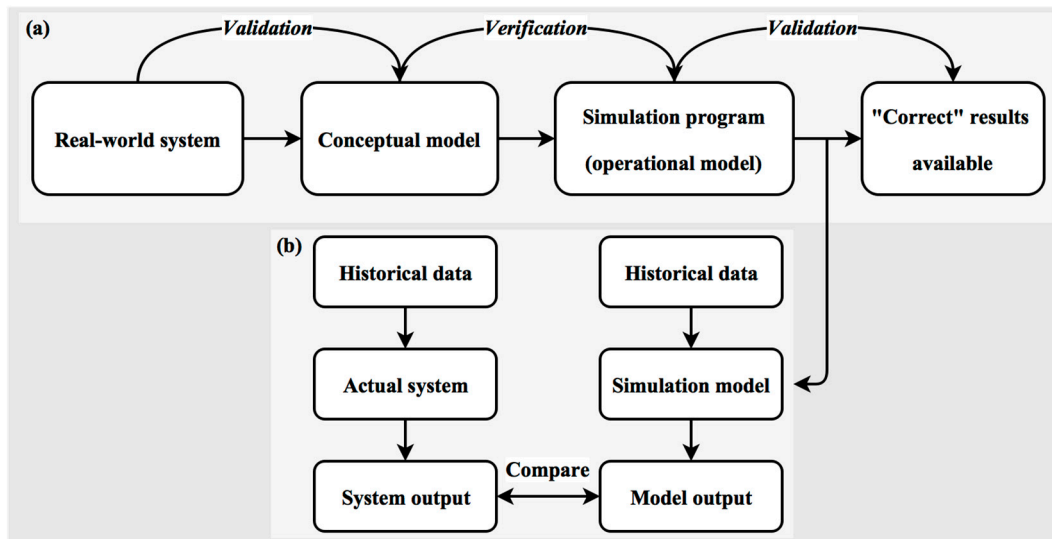 (a)
Validation
Verification
Validation
Real-world system
Conceptual model
Simulation program
(operational model)
"Correct" results
available
(b)
Historical data
Historical data
Actual system
Simulation model
Compare
System output
Model output